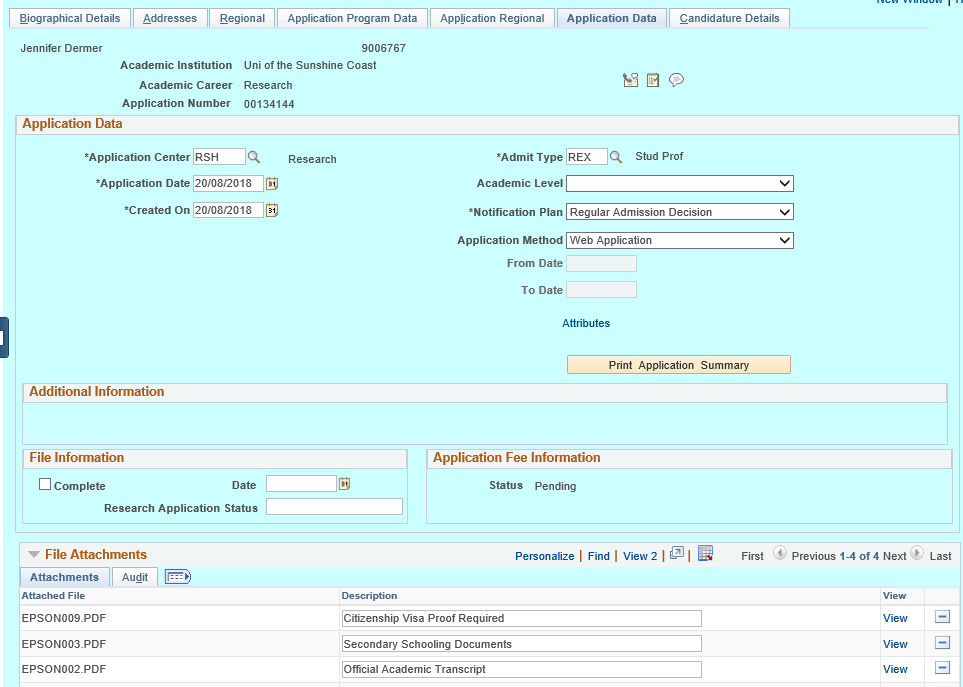 New Window
Biographical Details Addresses Regional Application Program Data Application Regional Application Data Candidature Details
Jennifer Dermer 9006767
Academic Institution Uni of the Sunshine Coast
Academic Career Research
Application Number 00134144
Application Data
*Application Center RSH Research *Admit Type REX Stud Prof
*Application Date 20/08/2018 31 Academic Level
*Created On 20/08/2018 31 *Notification Plan Regular Admission Decision
Application Method Web Application
From Date
To Date
Attributes
Print Application Summary
Additional Information
File Information Application Fee Information
Complete Date 31 Status Pending
Research Application Status
File Attachments Personalize | Find | View 2 | | First Previous 1-4 of 4 Next Last
Attachments Audit
Attached File Description View
EPSON009.PDF Citizenship Visa Proof Required View
EPSON003.PDF Secondary Schooling Documents View
EPSON002.PDF Official Academic Transcript View